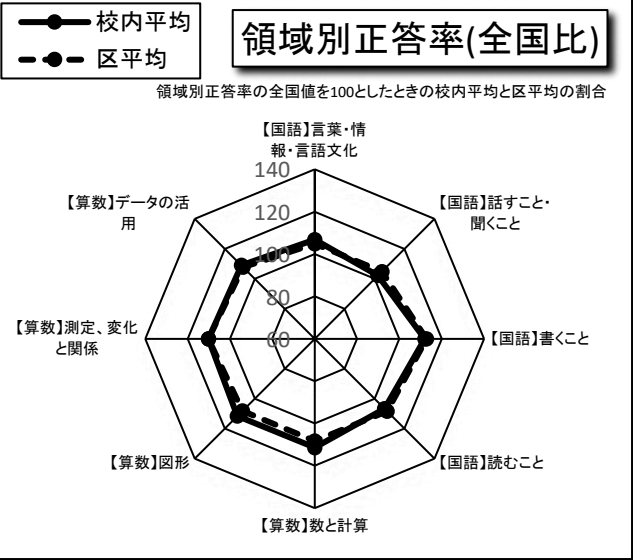 校内平均
区平均
領域別正答率(全国比)
領域別正答率の全国値を100としたときの校内平均と区平均の割合
【国語】言葉・情
報・言語文化
140
120
100
80
60
【算数】データの活
用
【国語】話すこと・
聞くこと
【算数】測定、変化
と関係
【国語】書くこと
【算数】図形
【国語】読むこと
【算数】数と計算